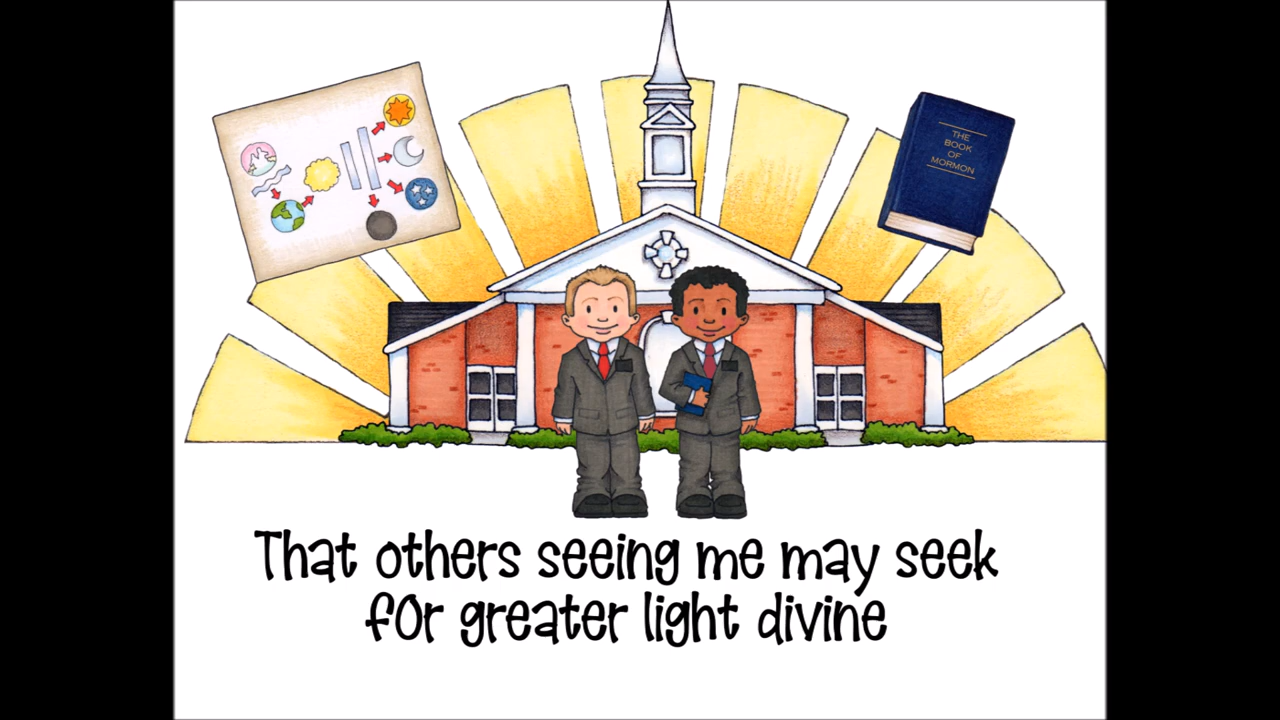 THE
BOOK
OF
MORMON
That others seeing me may seek
for greater light divine